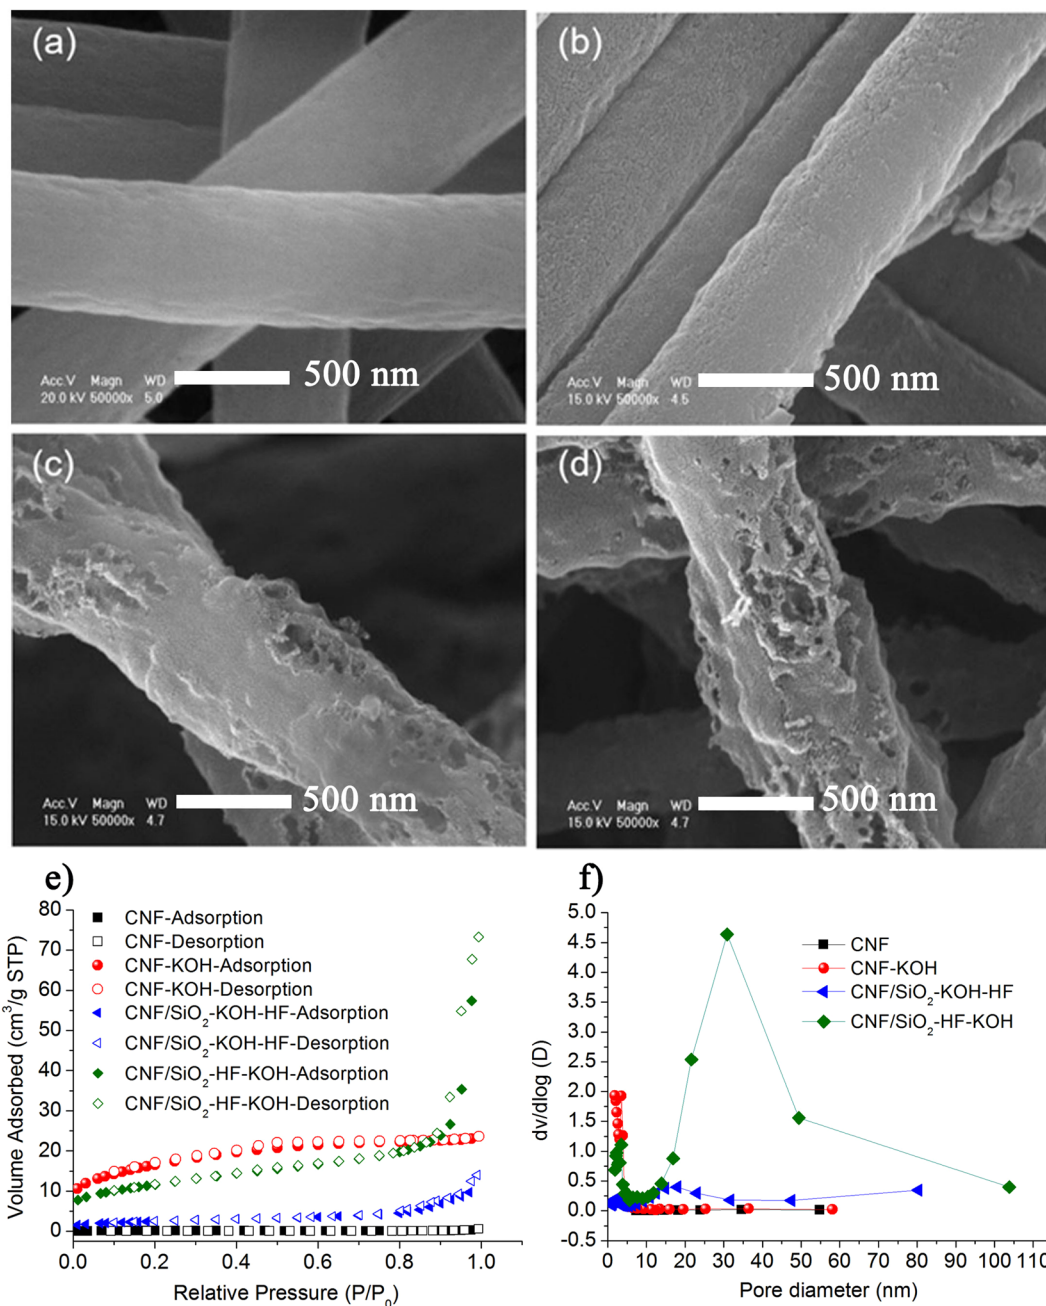 (a)
Acc.V Magn WD
20.0 kV 50000x 5.0
500 nm
(b)
Acc.V Magn WD
15.0 kV 50000x 4.5
500 nm
(c)
Acc.V Magn WD
15.0 kV 50000x 4.7
500 nm
(d)
Acc.V Magn WD
15.0 kV 50000x 4.7
500 nm
e)
80
70
60
50
40
30
20
10
0
Volume Adsorbed (cm³/g STP)
CNF-Adsorption
CNF-Desorption
CNF-KOH-Adsorption
CNF-KOH-Desorption
CNF/SiO₂-KOH-HF-Adsorption
CNF/SiO₂-KOH-HF-Desorption
CNF/SiO₂-HF-KOH-Adsorption
CNF/SiO₂-HF-KOH-Desorption
0.0 0.2 0.4 0.6 0.8 1.0
Relative Pressure (P/P₀)
f)
5.0
4.5
4.0
3.5
3.0
2.5
2.0
1.5
1.0
0.5
0.0
-0.5
dv/dlog (D)
CNF
CNF-KOH
CNF/SiO₂-KOH-HF
CNF/SiO₂-HF-KOH
0 10 20 30 40 50 60 70 80 90 100 110
Pore diameter (nm)